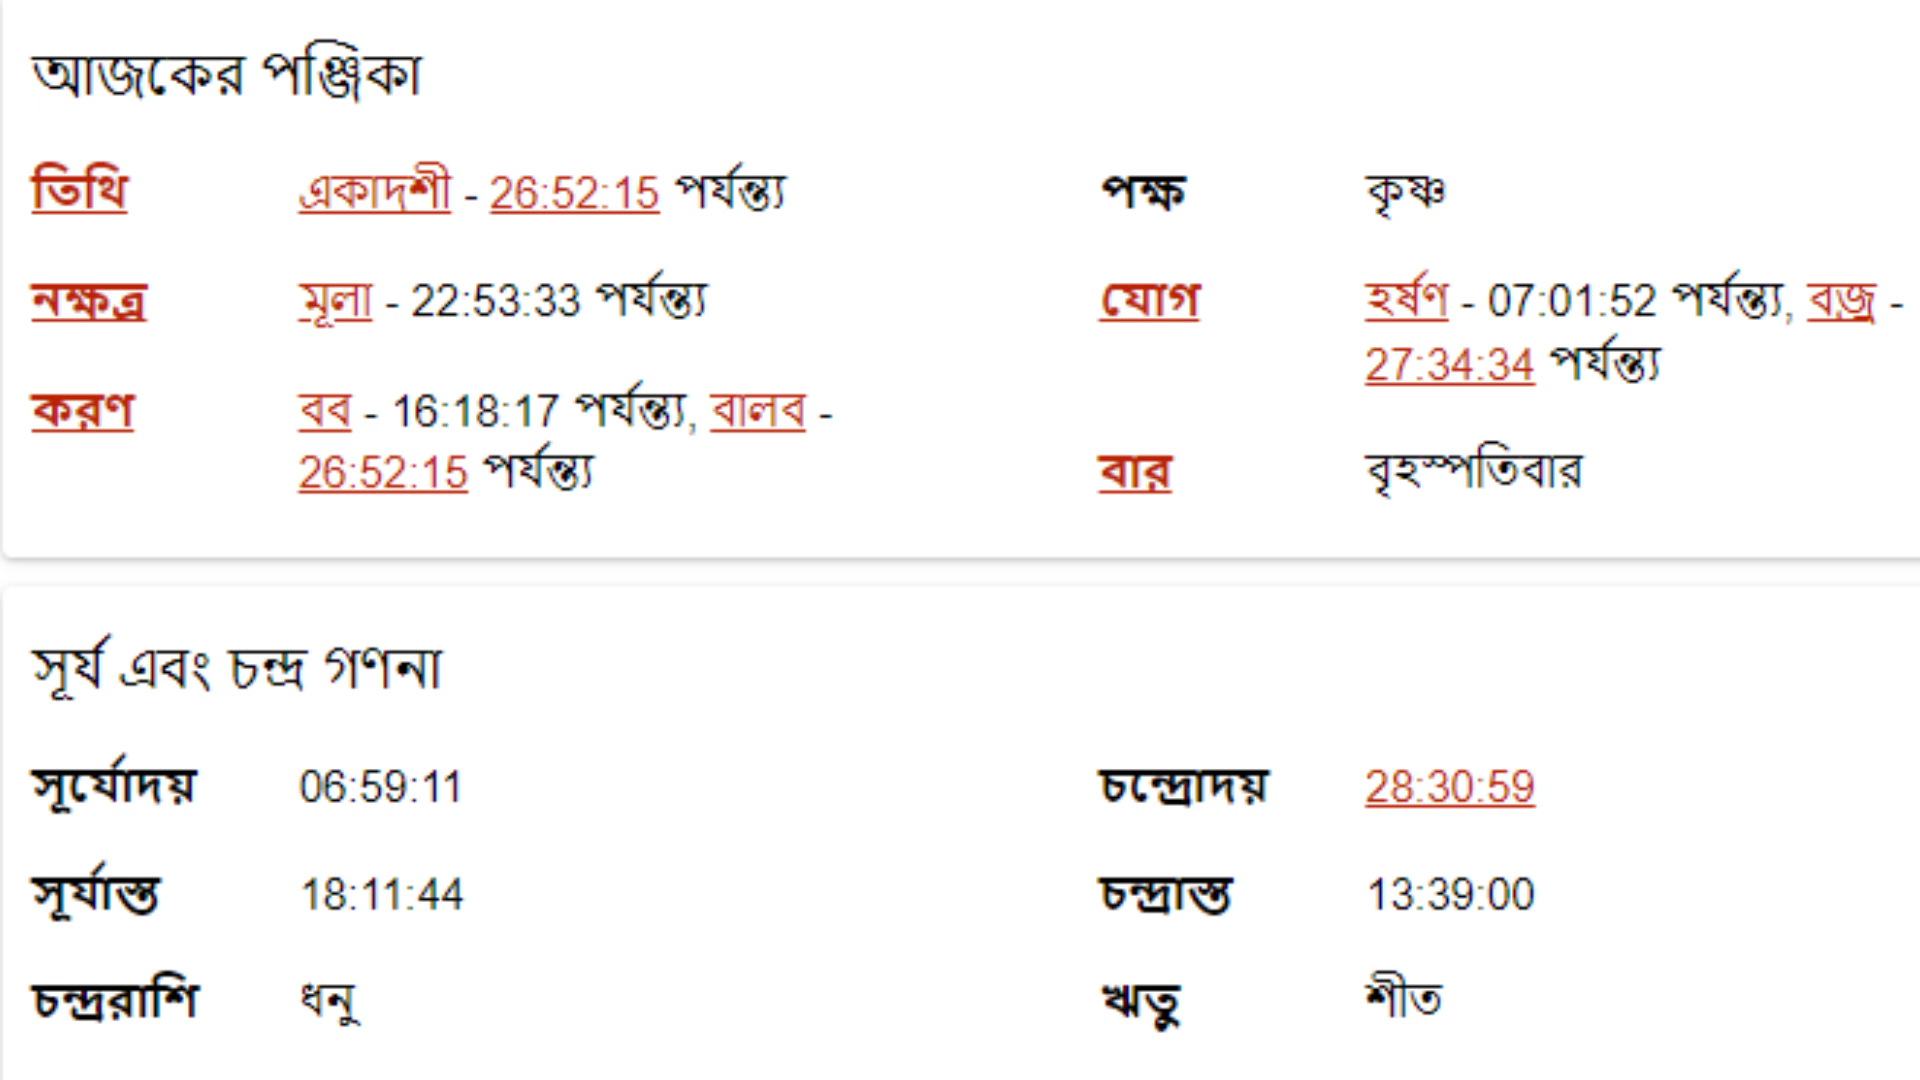 আজকের পঞ্জিকা
তিথি একাদশী - 26:52:15 পর্যন্ত্য পক্ষ কৃষ্ণ
নক্ষত্র মূলা - 22:53:33 পর্যন্ত্য যোগ হর্ষণ - 07:01:52 পর্যন্ত্য, বজ্র -
27:34:34 পর্যন্ত্য
করণ বব - 16:18:17 পর্যন্ত্য, বালব -
26:52:15 পর্যন্ত্য বার বৃহস্পতিবার
সূর্য এবং চন্দ্র গণনা
সূর্যোদয় 06:59:11 চন্দ্রোদয় 28:30:59
সূর্যাস্ত 18:11:44 চন্দ্রাস্ত 13:39:00
চন্দ্ররাশি ধনু ঋতু শীত